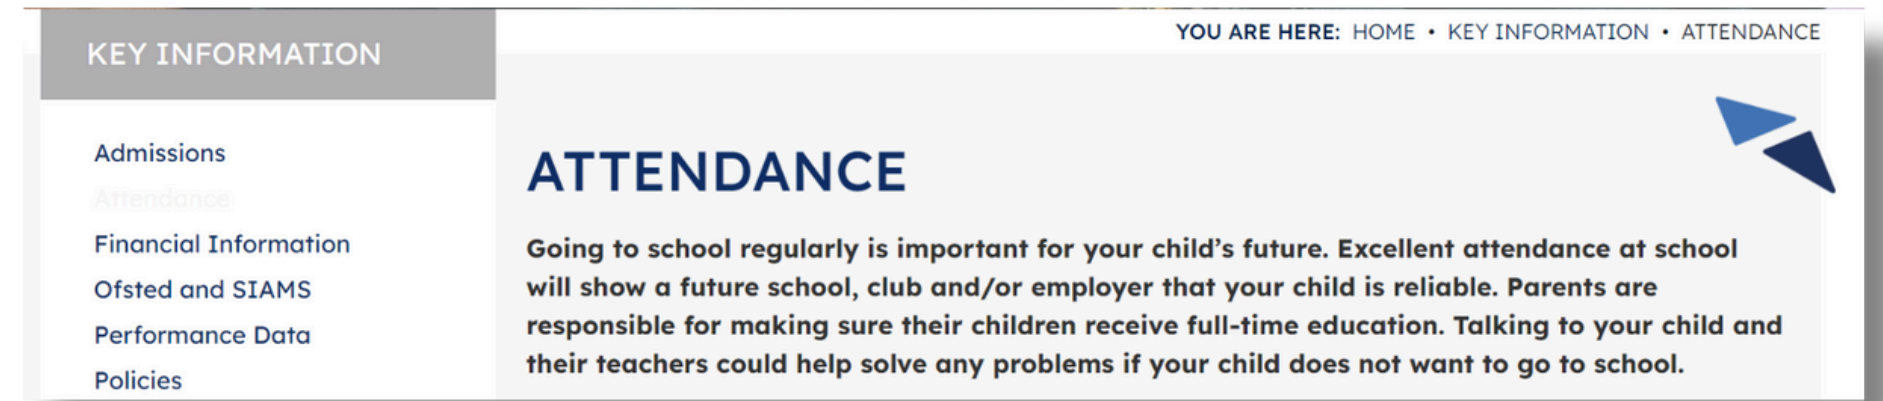 YOU ARE HERE: HOME • KEY INFORMATION • ATTENDANCE
KEY INFORMATION
Admissions
Attendance
Financial Information
Ofsted and SIAMS
Performance Data
Policies
ATTENDANCE
Going to school regularly is important for your child’s future. Excellent attendance at school
will show a future school, club and/or employer that your child is reliable. Parents are
responsible for making sure their children receive full-time education. Talking to your child and
their teachers could help solve any problems if your child does not want to go to school.